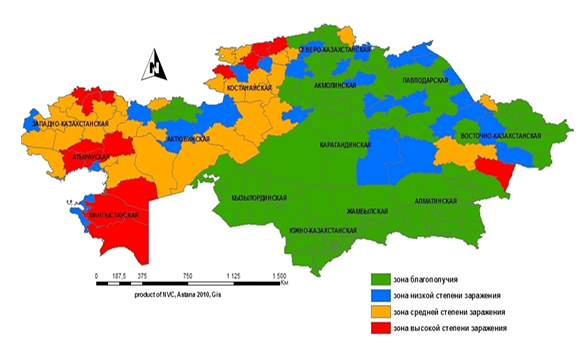 N
СЕВЕРО-КАЗАХСТАНСКАЯ
КОСТАНАЙСКАЯ
АКМОЛИНСКАЯ
ПАВЛОДАРСКАЯ
ЗАПАДНО-КАЗАХСТАНСКАЯ
АКТЮБИНСКАЯ
ВОСТОЧНО-КАЗАХСТАНСКАЯ
КАРАГАНДИНСКАЯ
АТЫРАУСКАЯ
КЫЗЫЛОРДИНСКАЯ
АЛМАТИНСКАЯ
ЖАМБЫЛСКАЯ
МАНГЫСТАУСКАЯ
ЮЖНО-КАЗАХСТАНСКАЯ
0 187,5 375 750 1 125 1 500
Км
product of NVC, Astana 2010, Gis
зона благополучия
зона низкой степени заражения
зона средней степени заражения
зона высокой степени заражения